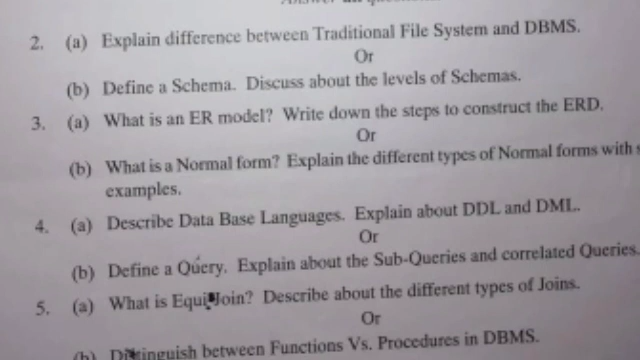 Answer all questions
2. (a) Explain difference between Traditional File System and DBMS.
Or
(b) Define a Schema. Discuss about the levels of Schemas.
3. (a) What is an ER model? Write down the steps to construct the ERD.
Or
(b) What is a Normal form? Explain the different types of Normal forms with
examples.
4. (a) Describe Data Base Languages. Explain about DDL and DML.
Or
(b) Define a Query. Explain about the Sub-Queries and correlated Queries.
5. (a) What is Equi Join? Describe about the different types of Joins.
Or
(b) Distinguish between Functions Vs. Procedures in DBMS.